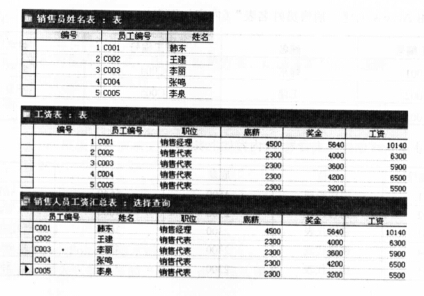 销售员姓名表 : 表
编号 员工编号 姓名
1 C001 韩东
2 C002 王建
3 C003 李丽
4 C004 张鸣
5 C005 李泉
工资表 : 表
编号 员工编号 职位 底薪 奖金 工资
1 C001 销售经理 4500 5640 10140
2 C002 销售代表 2300 4000 6300
3 C003 销售代表 2300 3600 5900
4 C004 销售代表 2300 4200 6500
5 C005 销售代表 2300 3200 5500
销售人员工资汇总表 : 选择查询
员工编号 姓名 职位 底薪 奖金 工资
C001 韩东 销售经理 4500 5640 10140
C002 王建 销售代表 2300 4000 6300
C003 李丽 销售代表 2300 3600 5900
C004 张鸣 销售代表 2300 4200 6500
C005 李泉 销售代表 2300 3200 5500